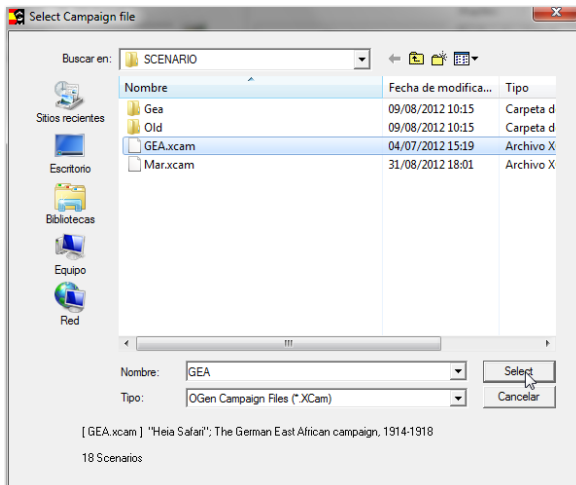 Select Campaign file
Buscar en: SCENARIO
Nombre Fecha de modifica... Tipo
Gea 09/08/2012 10:15 Carpeta d
Old 09/08/2012 10:15 Carpeta d
GEA.xcam 04/07/2012 15:19 Archivo X
Mar.xcam 31/08/2012 18:01 Archivo X
Sitios recientes
Escritorio
Bibliotecas
Equipo
Red
Nombre: GEA Select
Tipo: OGen Campaign Files (*.XCam) Cancelar
[ GEA.xcam ] "Heia Safari"; The German East African campaign, 1914-1918
18 Scenarios